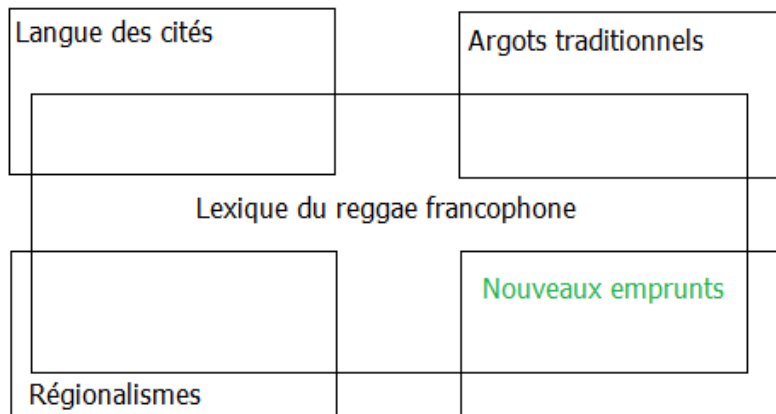 Langue des cités
Argots traditionnels
Lexique du reggae francophone
Nouveaux emprunts
Régionalismes